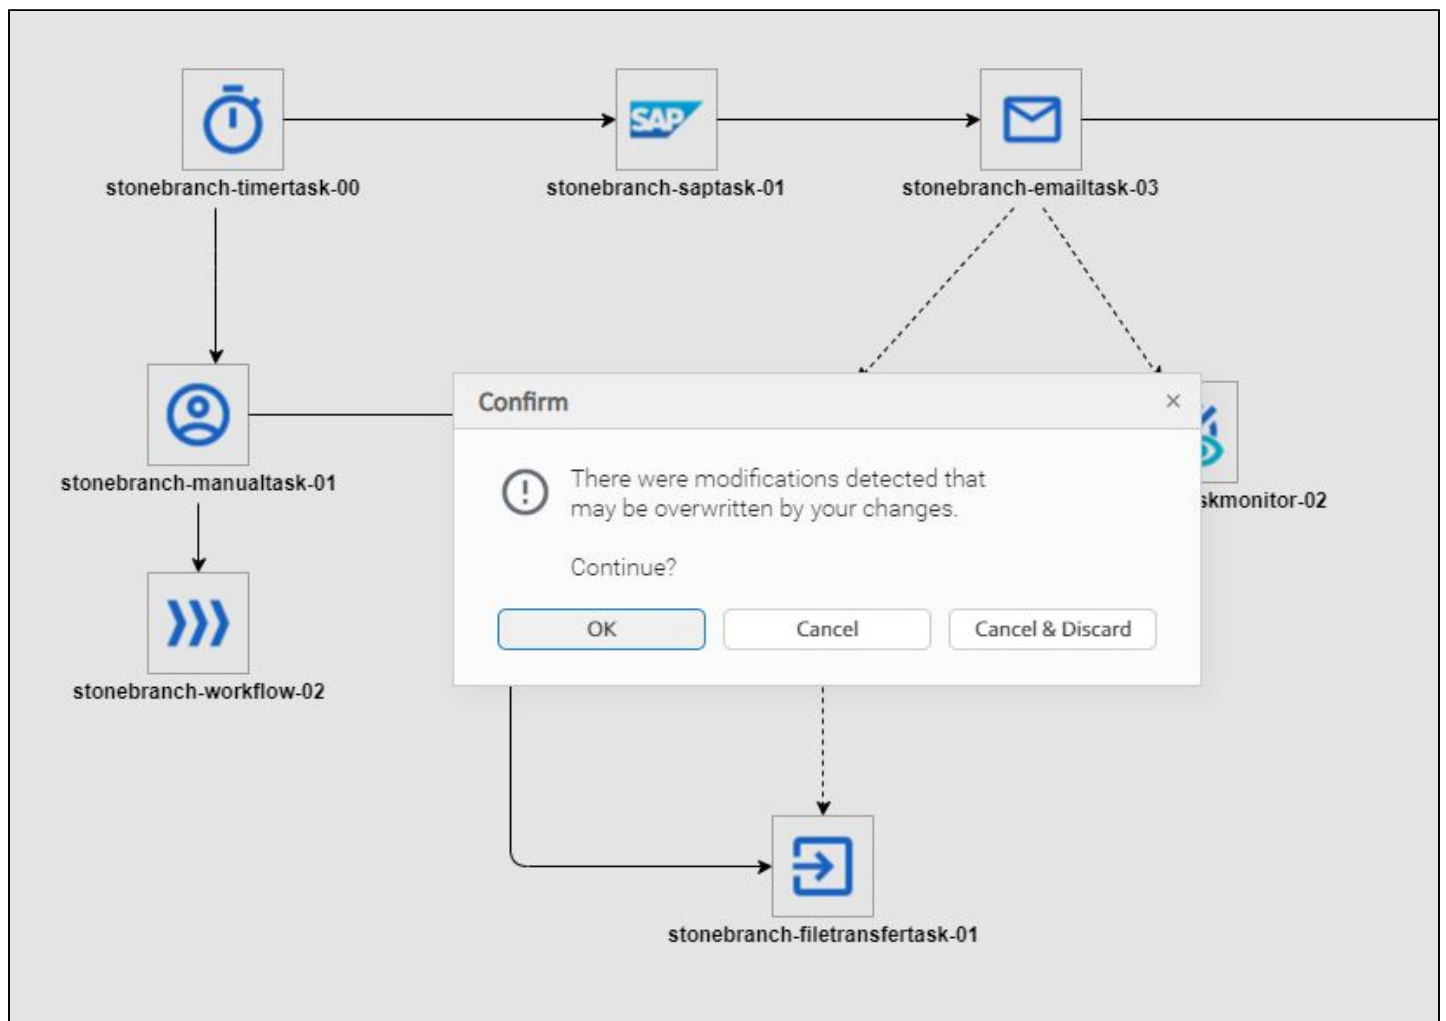 SAP
stonebranch-timertask-00
stonebranch-saptask-01
stonebranch-emailtask-03
Confirm
There were modifications detected that
may be overwritten by your changes.
Continue?
OK
Cancel
Cancel & Discard
stonebranch-manualtask-01
skmonitor-02
stonebranch-workflow-02
stonebranch-filetransfertask-01